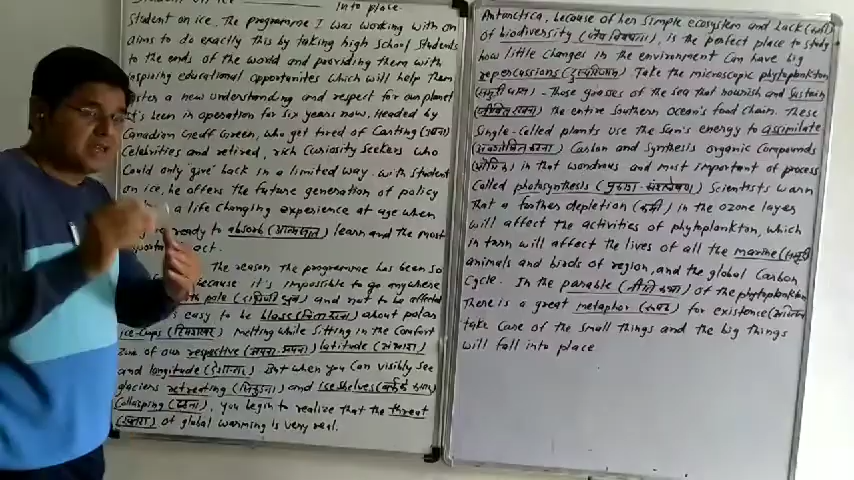 into place.
Student on ice, The programme I was working with on
aims to do exactly this by taking high School Students
to the ends of the world and providing them with
inspiring educational opportunites which will help them
a new understanding and respect for our planet
It's been in operation for six years now, Headed by
Canadian Geoff Green, who get tired of Carting
Celebrities and retired, rich Curiosity Seekers who
Could only give back in a limited way. with Student
on ice, he offers the future generation of policy
a life Changing experience at age when
ready to absorb (आत्मसात) learn and the most
act.
The reason the programme has been so
because it's impossible to go anywhere
pole and not to be affected
easy to be about polar
ice-Caps Melting while Sitting in the Comfort
Zone of our respective (अपना-अपना) latitude
and longitude But when you Can visibly see
glaciers retreating and Iceshelves
Collapsing you begin to realize that the threat
(खतरा) of global warming is very real.
Antarctica, because of her Simple ecosystem and Lack (कमी)
of biodiversity is the perfect place to study
how little Changes in the environment Can have big
repercussions Take the microscopic phytoplankton
Those grasses of the sea that nourish and Sustain
the entire Southern Ocean's food Chain. These
Single-Celled plants use the Sun's energy to assimilate
Carbon and Synthesis organic Compounds
in that wondrous and most important of process
Called photosynthesis Scientists warn
That a further depletion (कमी) in the ozone layer
will affect the activities of phytoplankton, which
in turn will affect the lives of all the marine
animals and birds of region, and the global Carbon
Cycle. In the parable of the phytoplankton
There is a great metaphor for existence
take Care of the Small things and the big things
will fall into place